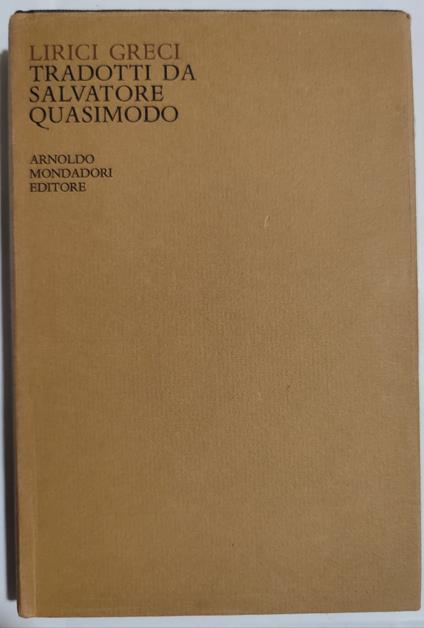 LIRICI GRECI
TRADOTTI DA
SALVATORE
QUASIMODO
ARNOLDO
MONDADORI
EDITORE